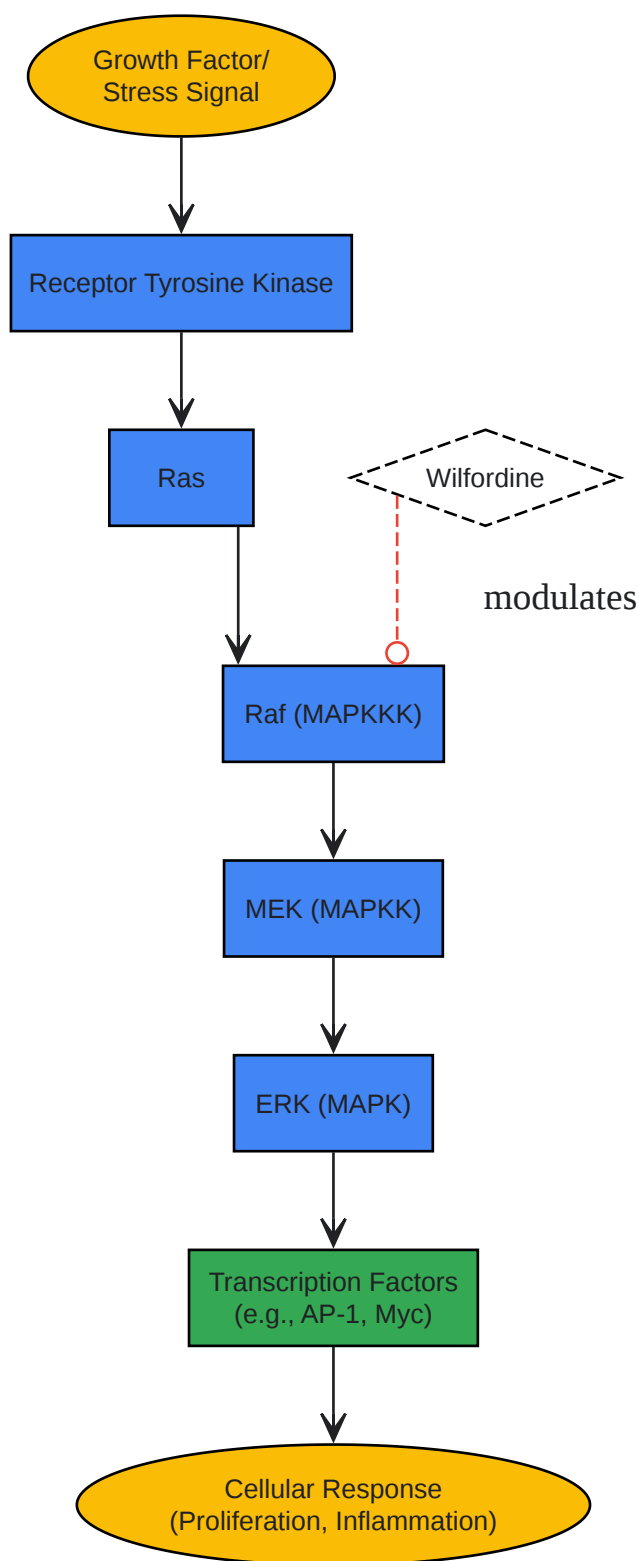 Growth Factor/
Stress Signal
Receptor Tyrosine Kinase
Ras
Wilfordine
modulates
Raf (MAPKKK)
MEK (MAPKK)
ERK (MAPK)
Transcription Factors
(e.g., AP-1, Myc)
Cellular Response
(Proliferation, Inflammation)